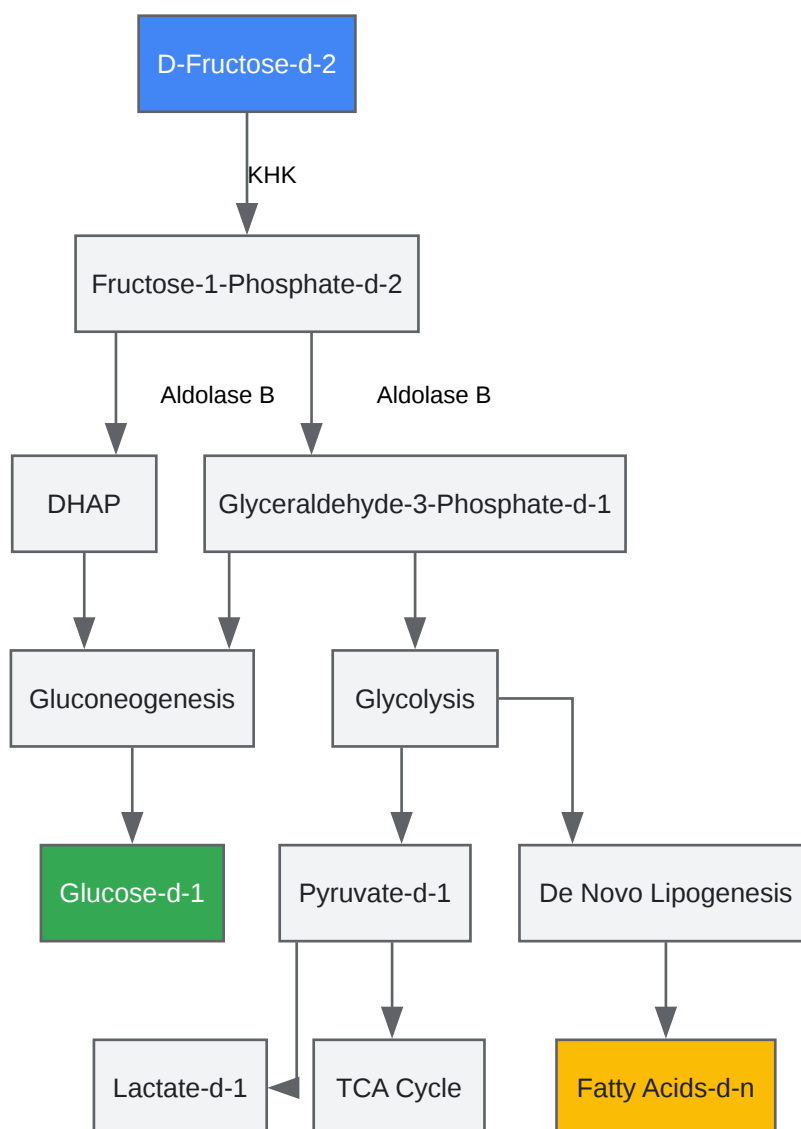 D-Fructose-d-2
KHK
Fructose-1-Phosphate-d-2
Aldolase B
Aldolase B
DHAP
Glyceraldehyde-3-Phosphate-d-1
Gluconeogenesis
Glycolysis
Glucose-d-1
Pyruvate-d-1
De Novo Lipogenesis
Lactate-d-1
TCA Cycle
Fatty Acids-d-n